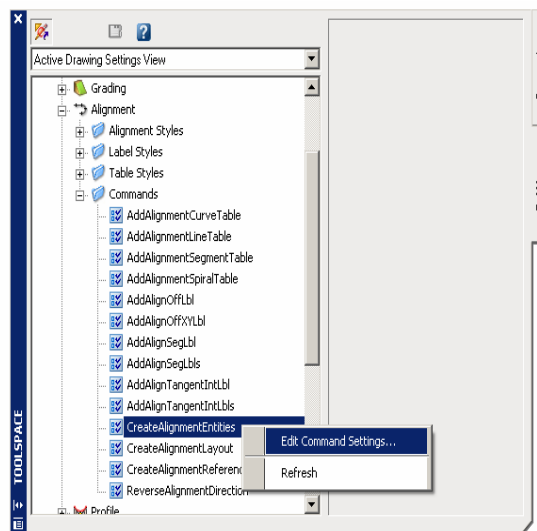 Active Drawing Settings View
Grading
Alignment
Alignment Styles
Label Styles
Table Styles
Commands
AddAlignmentCurveTable
AddAlignmentLineTable
AddAlignmentSegmentTable
AddAlignmentSpiralTable
AddAlignOffLbl
AddAlignOffXYLbl
AddAlignSegLbl
AddAlignSegLbls
AddAlignTangentIntLbl
AddAlignTangentIntLbls
CreateAlignmentEntities
Edit Command Settings...
CreateAlignmentLayout
CreateAlignmentReferenc
Refresh
ReverseAlignmentDirection
Profile
TOOLSPACE